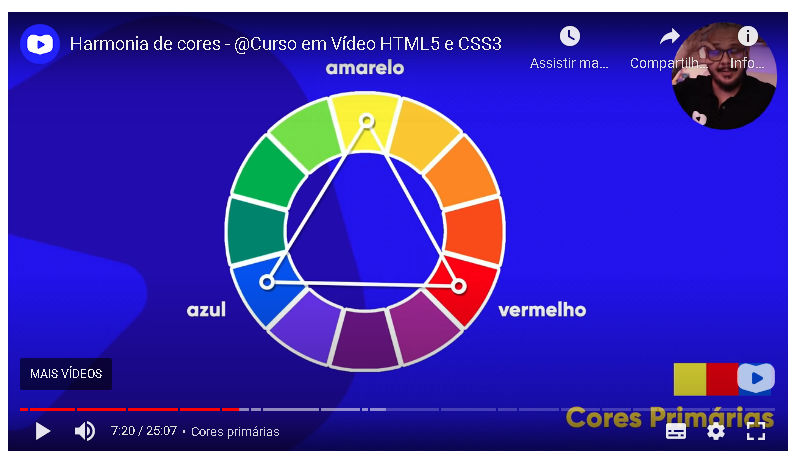 Harmonia de cores - @Curso em Vídeo HTML5 e CSS3
Assistir ma...
Compartilh...
Info...
amarelo
azul
vermelho
MAIS VÍDEOS
Cores Primárias
7:20 / 25:07 • Cores primárias